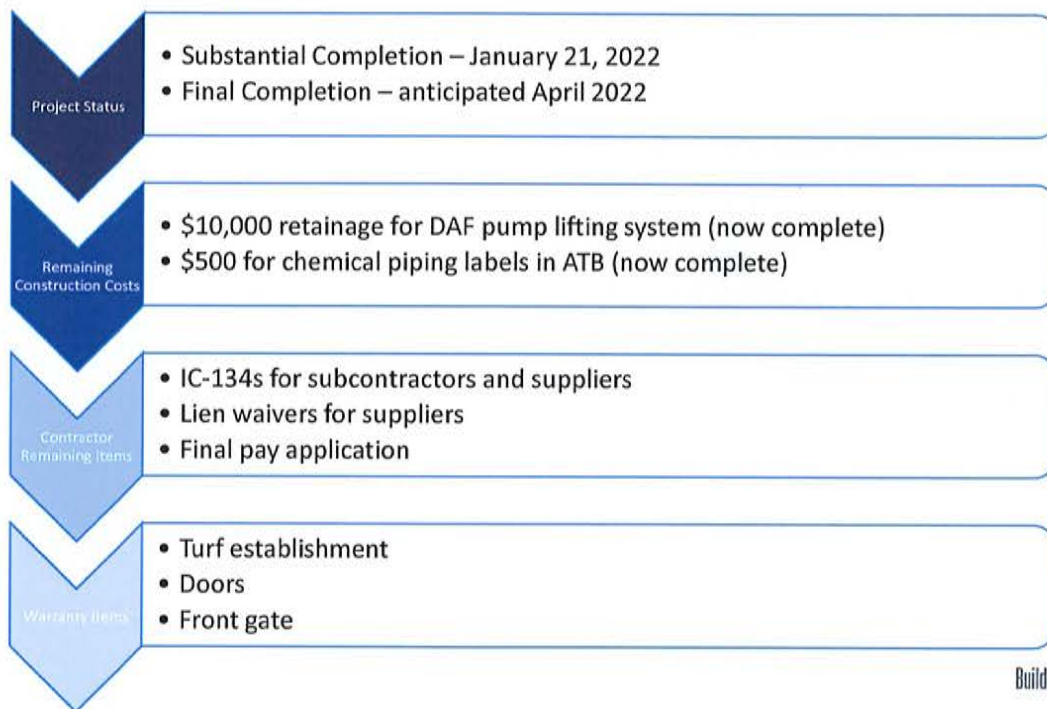 Project Status
• Substantial Completion – January 21, 2022
• Final Completion – anticipated April 2022
Remaining
Construction Costs
• $10,000 retainage for DAF pump lifting system (now complete)
• $500 for chemical piping labels in ATB (now complete)
Contractor
Remaining Items
• IC-134s for subcontractors and suppliers
• Lien waivers for suppliers
• Final pay application
Warranty Items
• Turf establishment
• Doors
• Front gate
Build